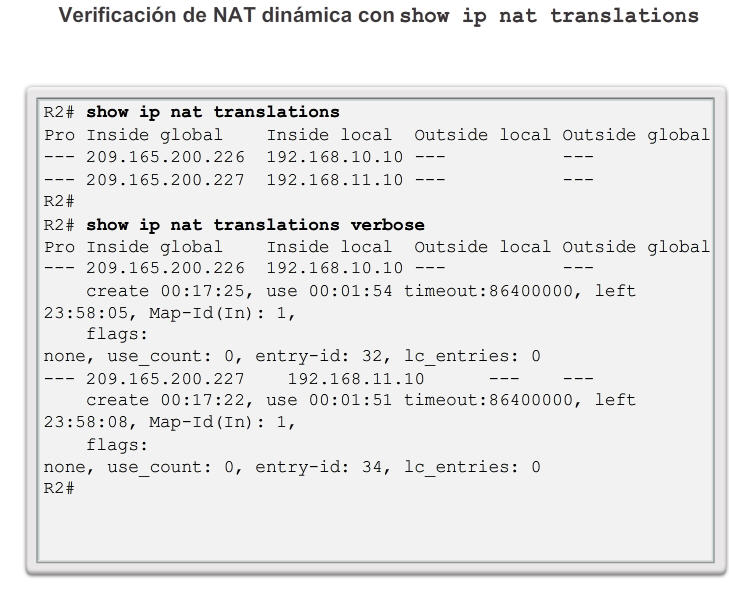 Verificación de NAT dinámica con show ip nat translations
R2# show ip nat translations
Pro Inside global    Inside local  Outside local Outside global
--- 209.165.200.226  192.168.10.10 ---           ---
--- 209.165.200.227  192.168.11.10 ---           ---
R2#
R2# show ip nat translations verbose
Pro Inside global    Inside local  Outside local Outside global
--- 209.165.200.226  192.168.10.10 ---           ---
    create 00:17:25, use 00:01:54 timeout:86400000, left
23:58:05, Map-Id(In): 1,
    flags:
none, use_count: 0, entry-id: 32, lc_entries: 0
--- 209.165.200.227    192.168.11.10      ---    ---
    create 00:17:22, use 00:01:51 timeout:86400000, left
23:58:08, Map-Id(In): 1,
    flags:
none, use_count: 0, entry-id: 34, lc_entries: 0
R2#